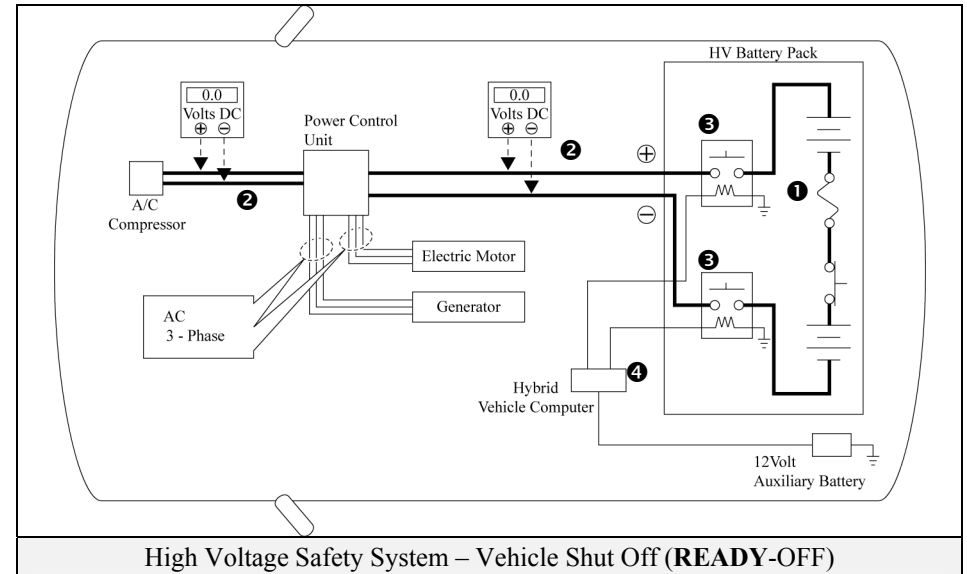 HV Battery Pack
0.0
Volts DC
⊕ ⊖
0.0
Volts DC
⊕ ⊖
Power Control
Unit
❷
❸
⊕
❶
❷
A/C
Compressor
⊖
Electric Motor
❸
Generator
AC
3 - Phase
❹
Hybrid
Vehicle Computer
12Volt
Auxiliary Battery
High Voltage Safety System – Vehicle Shut Off (READY-OFF)